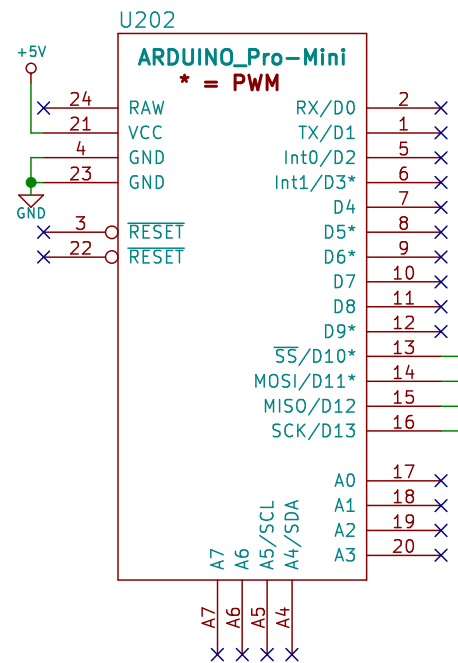 U202
+5V
ARDUINO_Pro-Mini
* = PWM
24 RAW RX/D0 2
21 VCC TX/D1 1
4 GND Int0/D2 5
23 GND Int1/D3* 6
GND
D4 7
3 RESET D5* 8
22 RESET D6* 9
D7 10
D8 11
D9* 12
SS/D10* 13
MOSI/D11* 14
MISO/D12 15
SCK/D13 16
A0 17
A1 18
A2 19
A3 20
A7 A6 A5/SCL A4/SDA
A7 A6 A5 A4